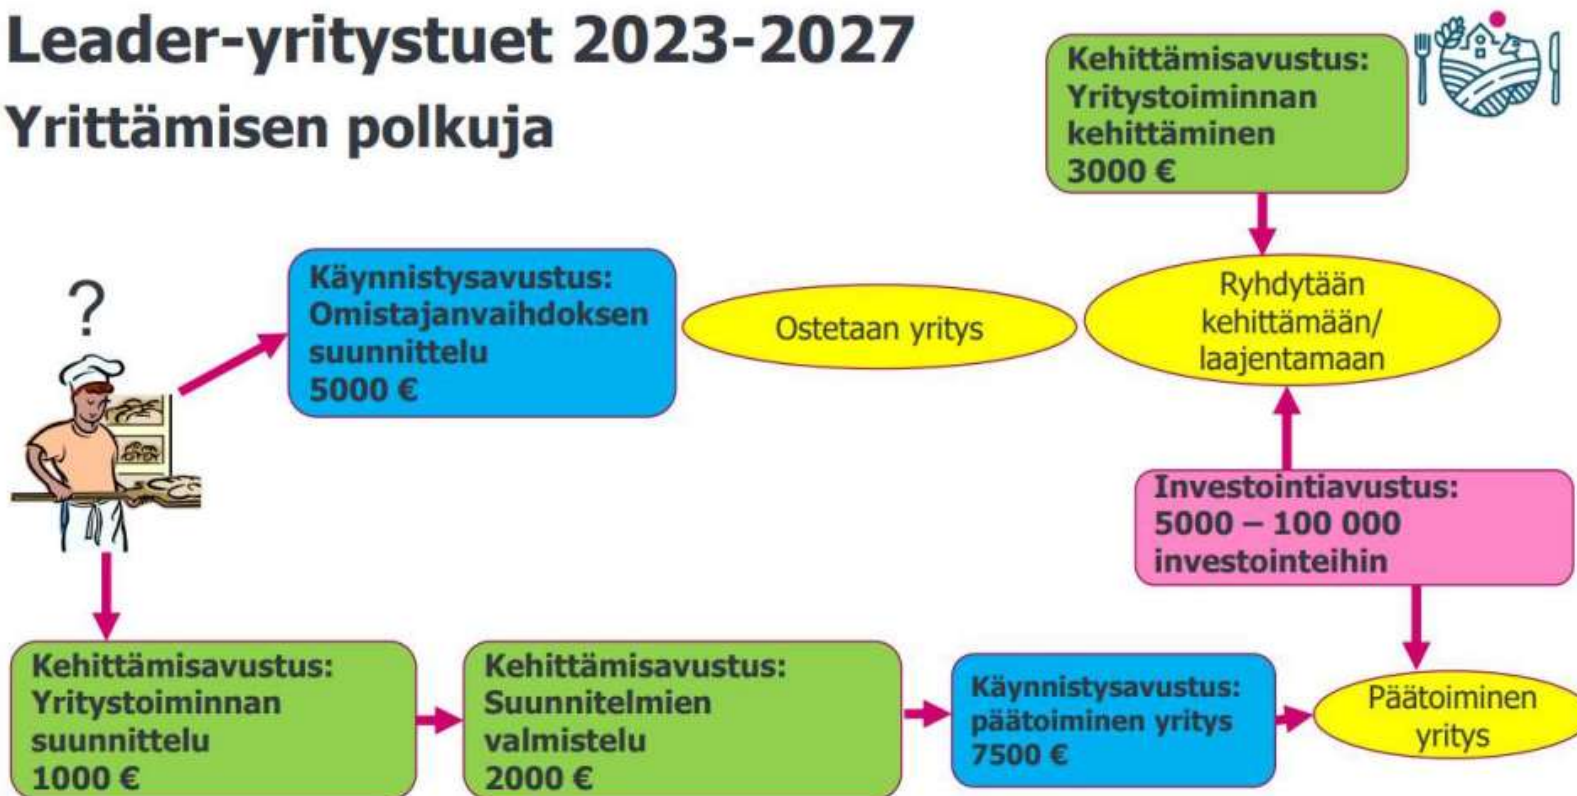 Leader-yritystuet 2023-2027
Yrittämisen polkuja
Kehittämisavustus:
Yritystoiminnan
kehittäminen
3000 €
?
Käynnistysavustus:
Omistajanvaihdoksen
suunnittelu
5000 €
Ostetaan yritys
Ryhdytään
kehittämään/
laajentamaan
Investointiavustus:
5000 – 100 000
investointeihin
Kehittämisavustus:
Yritystoiminnan
suunnittelu
1000 €
Kehittämisavustus:
Suunnitelmien
valmistelu
2000 €
Käynnistysavustus:
päätoiminen yritys
7500 €
Päätoiminen
yritys